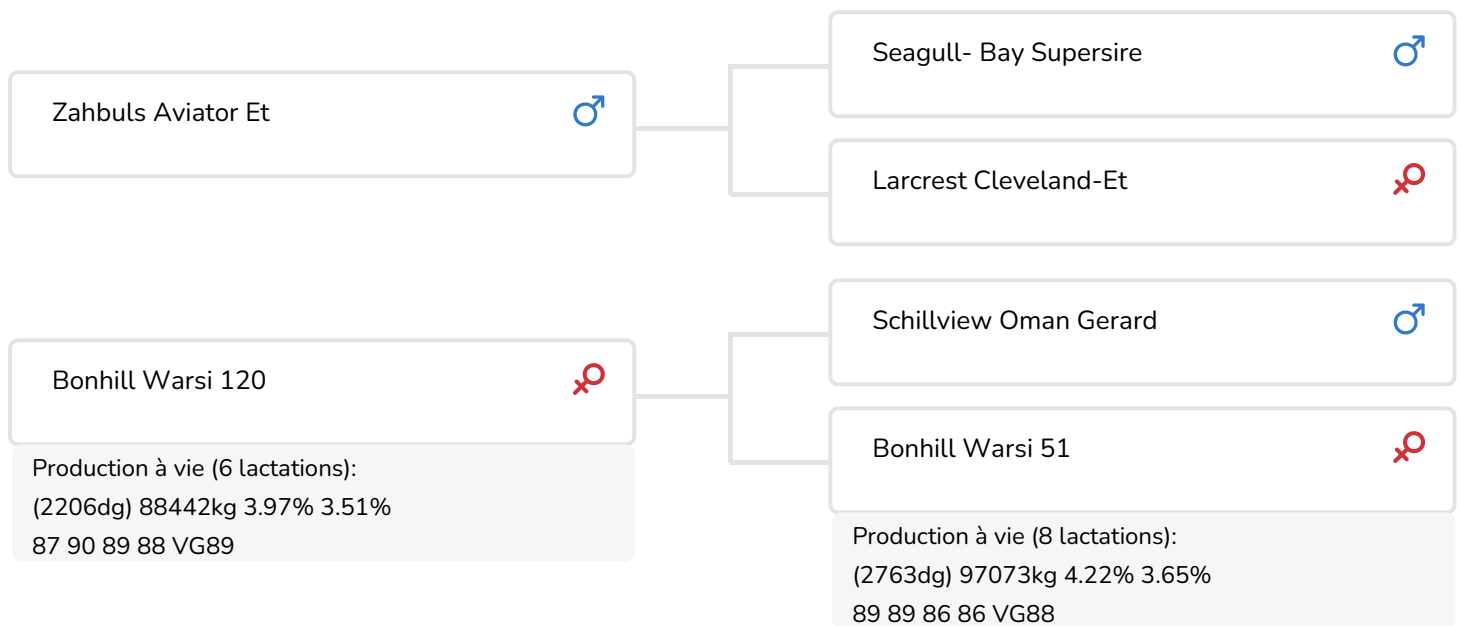 Zahbuls Aviator Et
Seagull- Bay Supersire
Larcrest Cleveland-Et
Bonhill Warsi 120
Production à vie (6 lactations):
(2206dg) 88442kg 3.97% 3.51%
87 90 89 88 VG89
Schillview Oman Gerard
Bonhill Warsi 51
Production à vie (8 lactations):
(2763dg) 97073kg 4.22% 3.65%
89 89 86 86 VG88